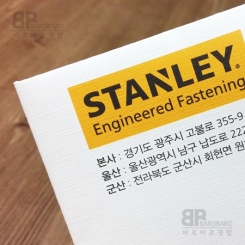 STANLEY®
Engineered Fastening
본사 : 경기도 광주시 고불로 355-9
울산 : 울산광역시 남구 납도로 22
군산 : 전라북도 군산시 회현면 원